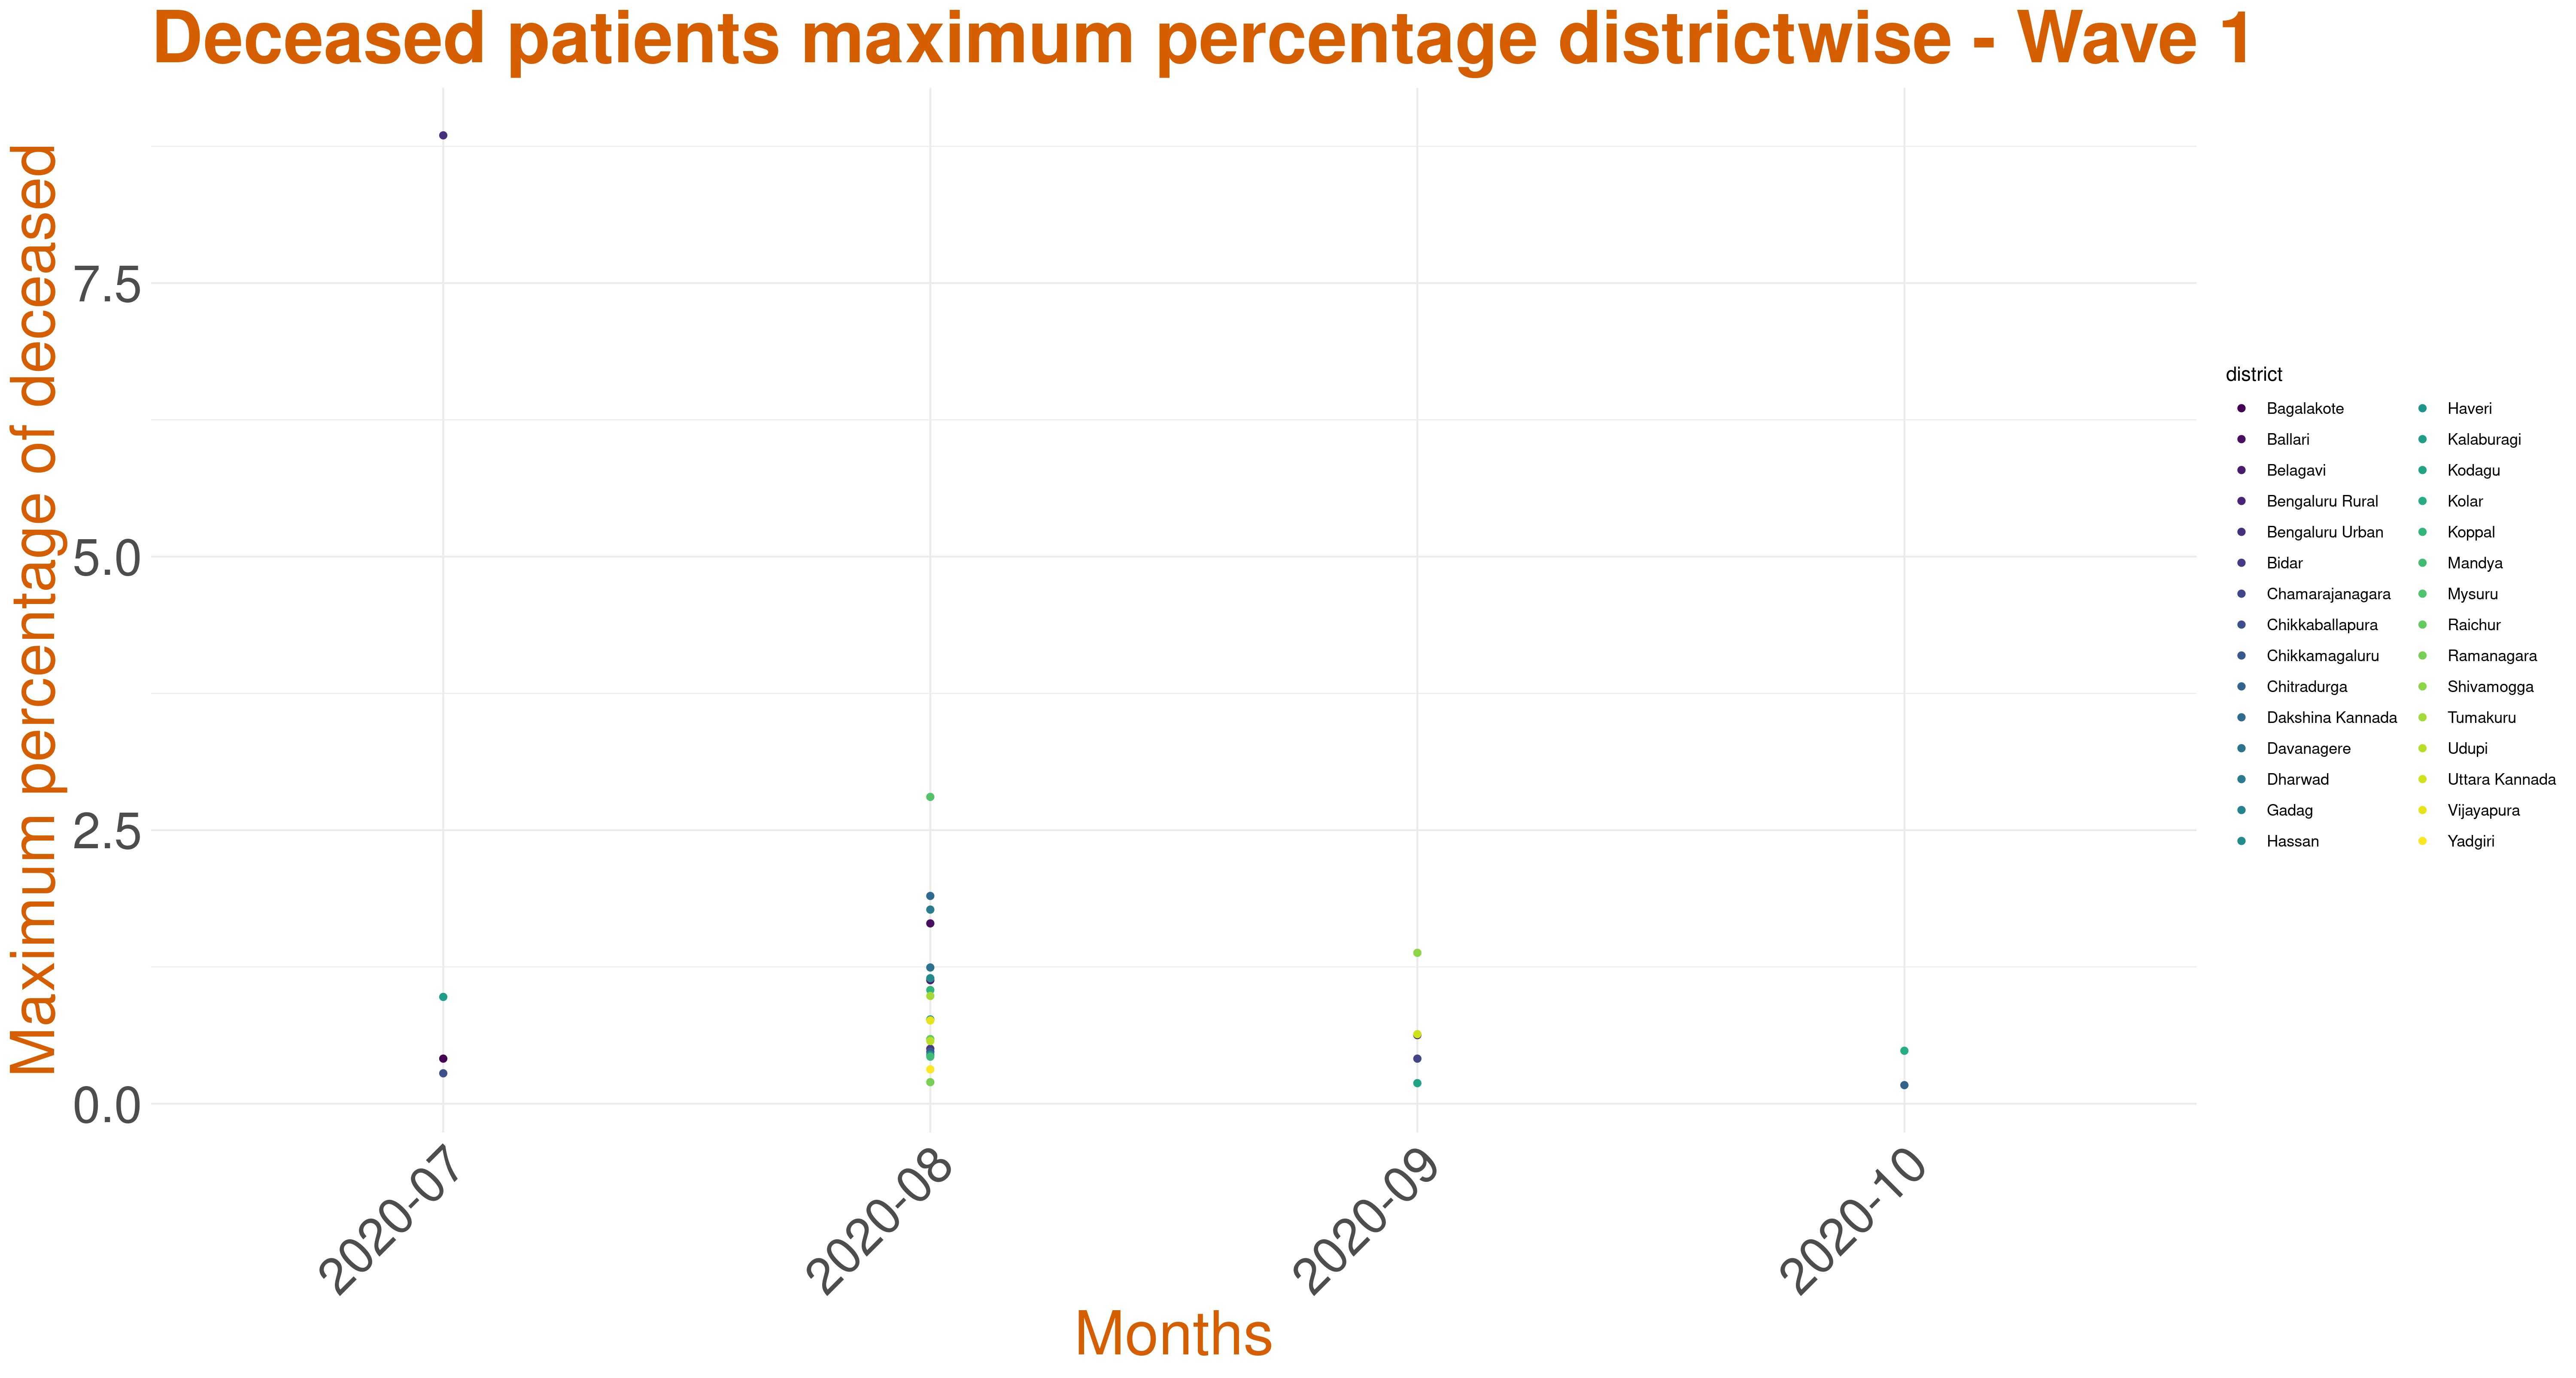 Deceased patients maximum percentage districtwise - Wave 1
Maximum percentage of deceased
7.5
5.0
2.5
0.0
2020-07
2020-08
2020-09
2020-10
Months
district
Bagalakote
Ballari
Belagavi
Bengaluru Rural
Bengaluru Urban
Bidar
Chamarajanagara
Chikkaballapura
Chikkamagaluru
Chitradurga
Dakshina Kannada
Davanagere
Dharwad
Gadag
Hassan
Haveri
Kalaburagi
Kodagu
Kolar
Koppal
Mandya
Mysuru
Raichur
Ramanagara
Shivamogga
Tumakuru
Udupi
Uttara Kannada
Vijayapura
Yadgiri